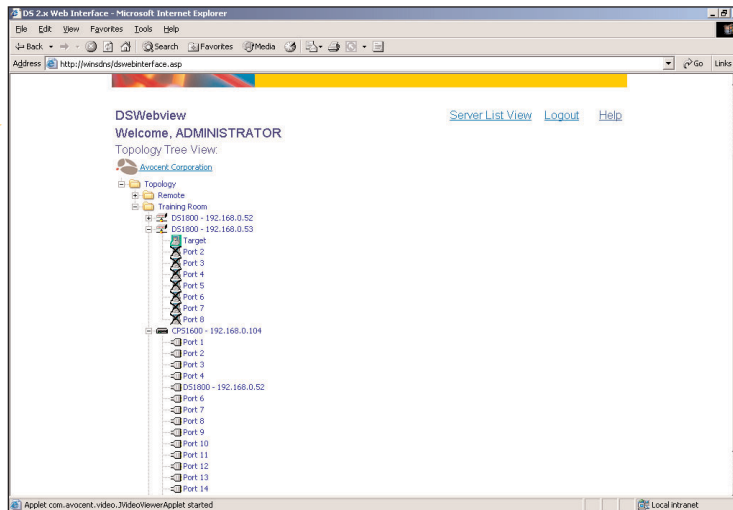 DS 2.x Web Interface - Microsoft Internet Explorer
File Edit View Favorites Tools Help
Back Search Favorites Media
Address http://winsdns/dswebinterface.asp Go Links
DSWebview Server List View Logout Help
Welcome, ADMINISTRATOR
Topology Tree View:
Avocent Corporation
Topology
Remote
Training Room
DS1800 - 192.168.0.52
DS1800 - 192.168.0.53
Target
Port 2
Port 3
Port 4
Port 5
Port 6
Port 7
Port 8
CPS1600 - 192.168.0.104
Port 1
Port 2
Port 3
Port 4
DS1800 - 192.168.0.52
Port 6
Port 7
Port 8
Port 9
Port 10
Port 11
Port 12
Port 13
Port 14
Applet com.avocent.video.JVideoViewerApplet started Local intranet